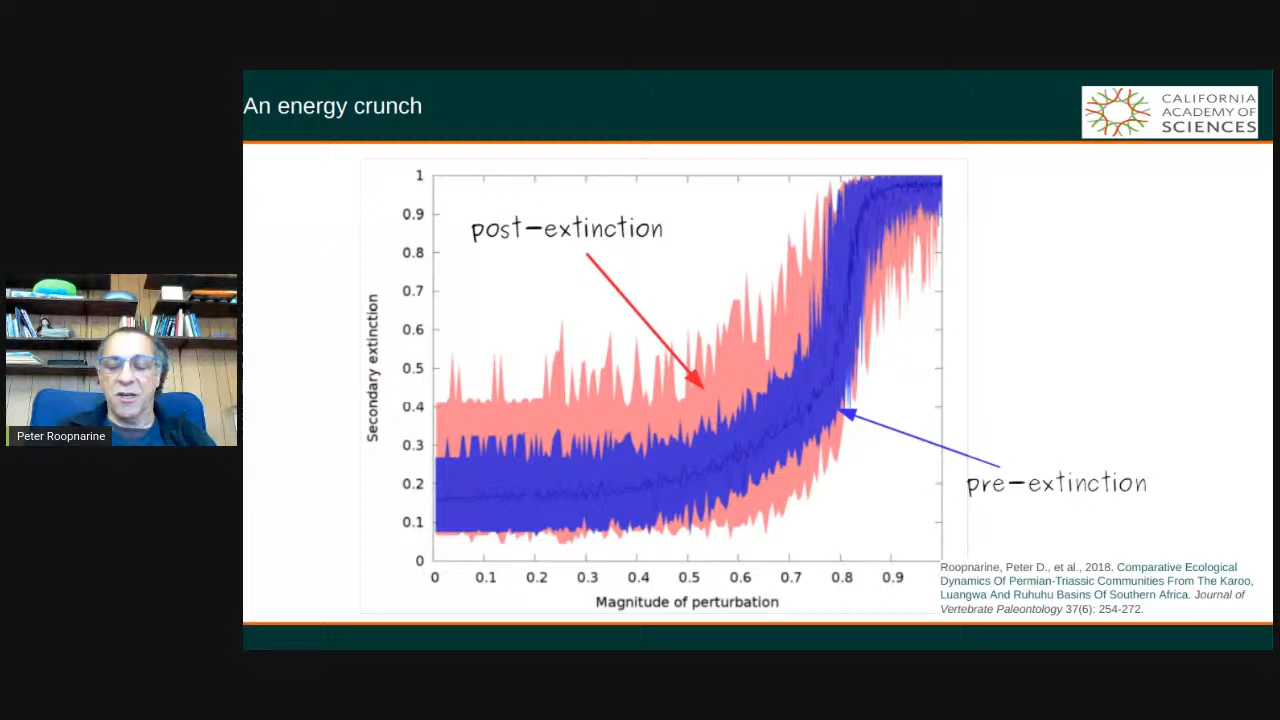 An energy crunch
CALIFORNIA
ACADEMY OF
SCIENCES
1
0.9
0.8
0.7
0.6
0.5
0.4
0.3
0.2
0.1
0
Secondary extinction
post-extinction
pre-extinction
0 0.1 0.2 0.3 0.4 0.5 0.6 0.7 0.8 0.9
Magnitude of perturbation
Roopnarine, Peter D., et al., 2018. Comparative Ecological
Dynamics Of Permian-Triassic Communities From The Karoo,
Luangwa And Ruhuhu Basins Of Southern Africa. Journal of
Vertebrate Paleontology 37(6): 254-272.
Peter Roopnarine